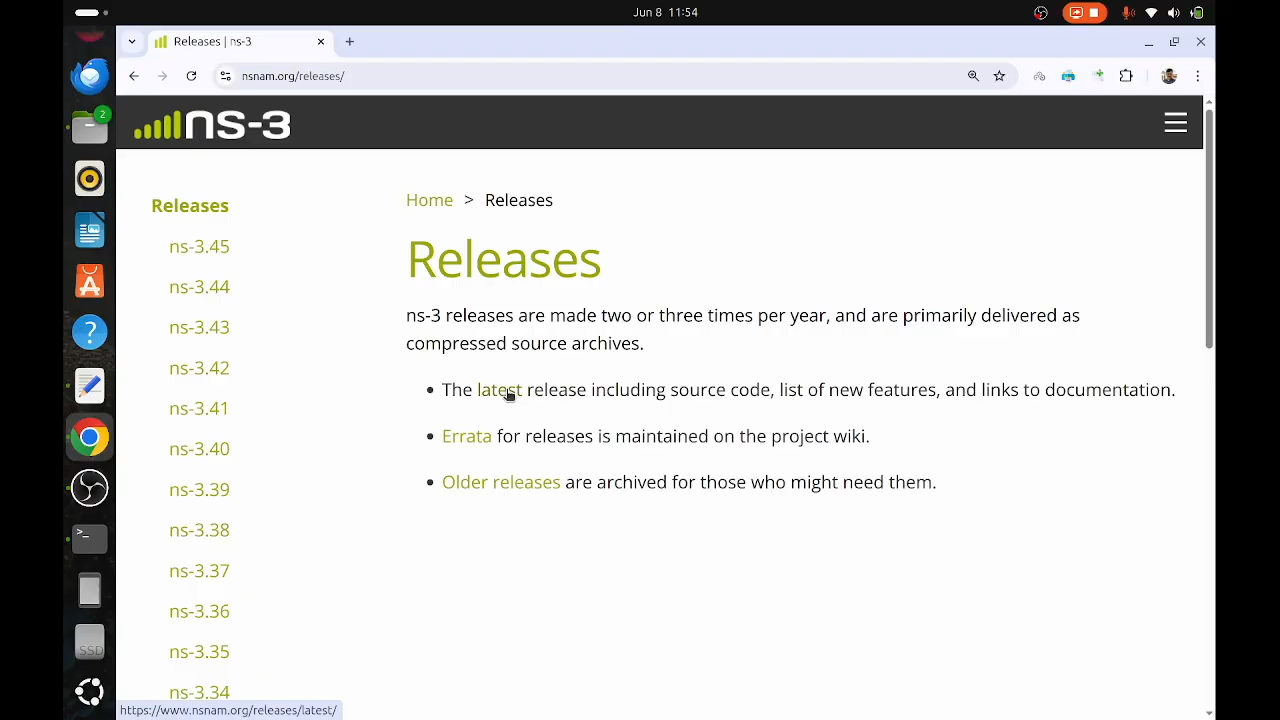 Jun 8 11:54
Releases | ns-3
nsnam.org/releases/
2
ns-3
Releases
ns-3.45
ns-3.44
ns-3.43
ns-3.42
ns-3.41
ns-3.40
ns-3.39
ns-3.38
ns-3.37
ns-3.36
ns-3.35
ns-3.34
Home > Releases
Releases
ns-3 releases are made two or three times per year, and are primarily delivered as
compressed source archives.
• The latest release including source code, list of new features, and links to documentation.
• Errata for releases is maintained on the project wiki.
• Older releases are archived for those who might need them.
SSD
https://www.nsnam.org/releases/latest/